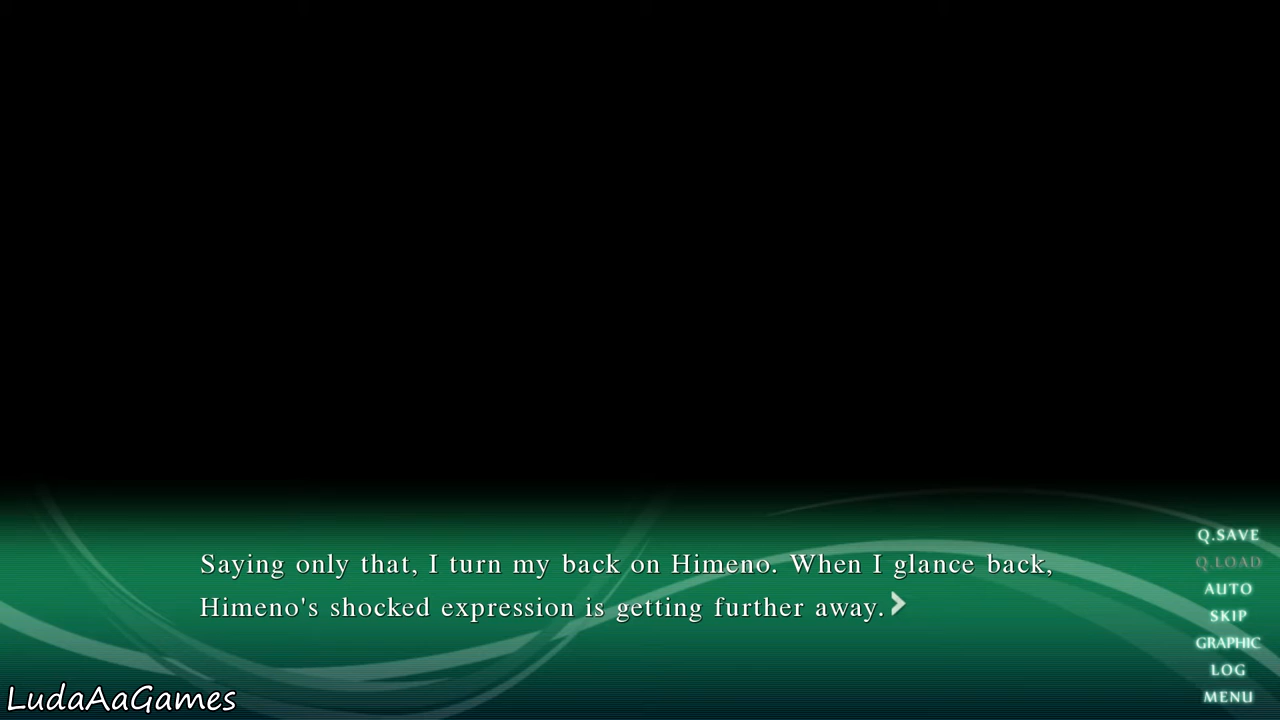 Saying only that, I turn my back on Himeno. When I glance back,
Himeno's shocked expression is getting further away.
Q.SAVE
Q.LOAD
AUTO
SKIP
GRAPHIC
LOG
MENU
LudaAaGames